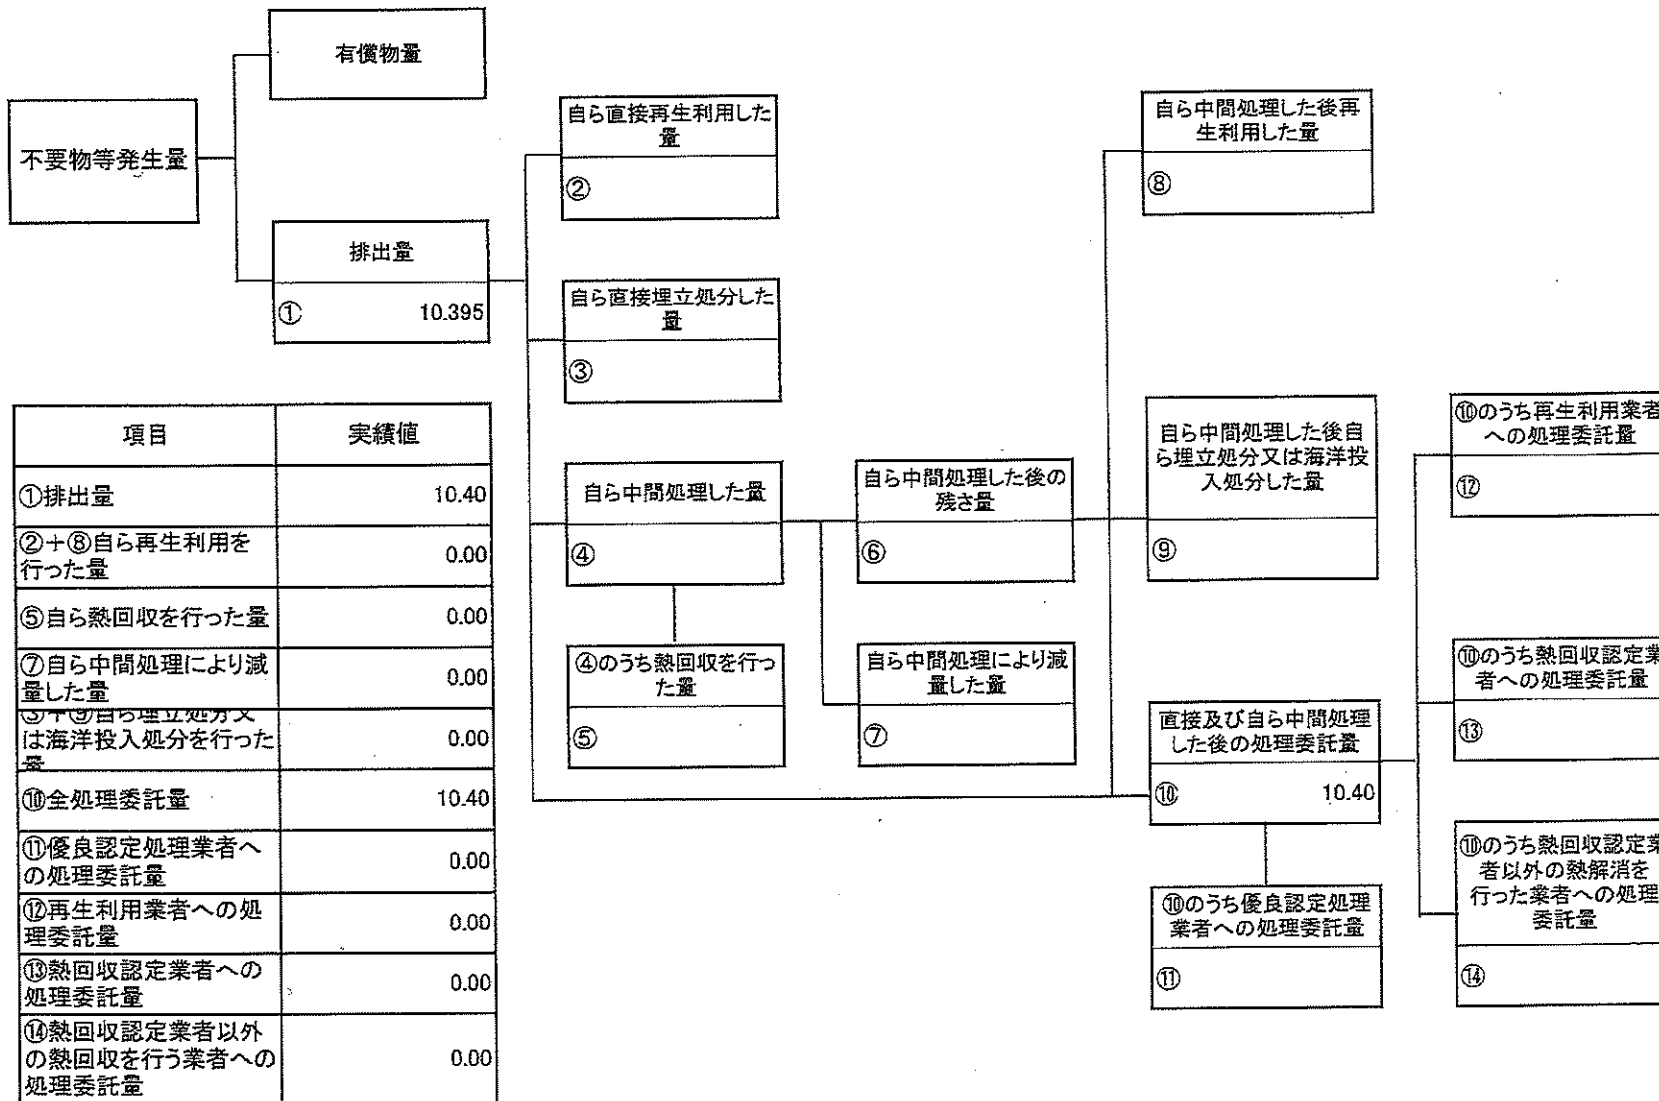 有償物量
不要物等発生量
排出量
① 10.395
自ら直接再生利用した
量
②
自ら直接埋立処分した
量
③
自ら中間処理した量
④
④のうち熱回収を行っ
た量
⑤
自ら中間処理した後の
残さ量
⑥
自ら中間処理により減
量した量
⑦
自ら中間処理した後再
生利用した量
⑧
自ら中間処理した後自
ら埋立処分又は海洋投
入処分した量
⑨
直接及び自ら中間処理
した後の処理委託量
⑩ 10.40
⑩のうち優良認定処理
業者への処理委託量
⑪
⑩のうち再生利用業者
への処理委託量
⑫
⑩のうち熱回収認定業
者への処理委託量
⑬
⑩のうち熱回収認定業
者以外の熱解消を
行った業者への処理
委託量
⑭
項目 実績値
①排出量 10.40
②+⑧自ら再生利用を
行った量 0.00
⑤自ら熱回収を行った量 0.00
⑦自ら中間処理により減
量した量 0.00
③+⑨自ら埋立処分又
は海洋投入処分を行った
量 0.00
⑩全処理委託量 10.40
⑪優良認定処理業者へ
の処理委託量 0.00
⑫再生利用業者への処
理委託量 0.00
⑬熱回収認定業者への
処理委託量 0.00
⑭熱回収認定業者以外
の熱回収を行う業者への
処理委託量 0.00